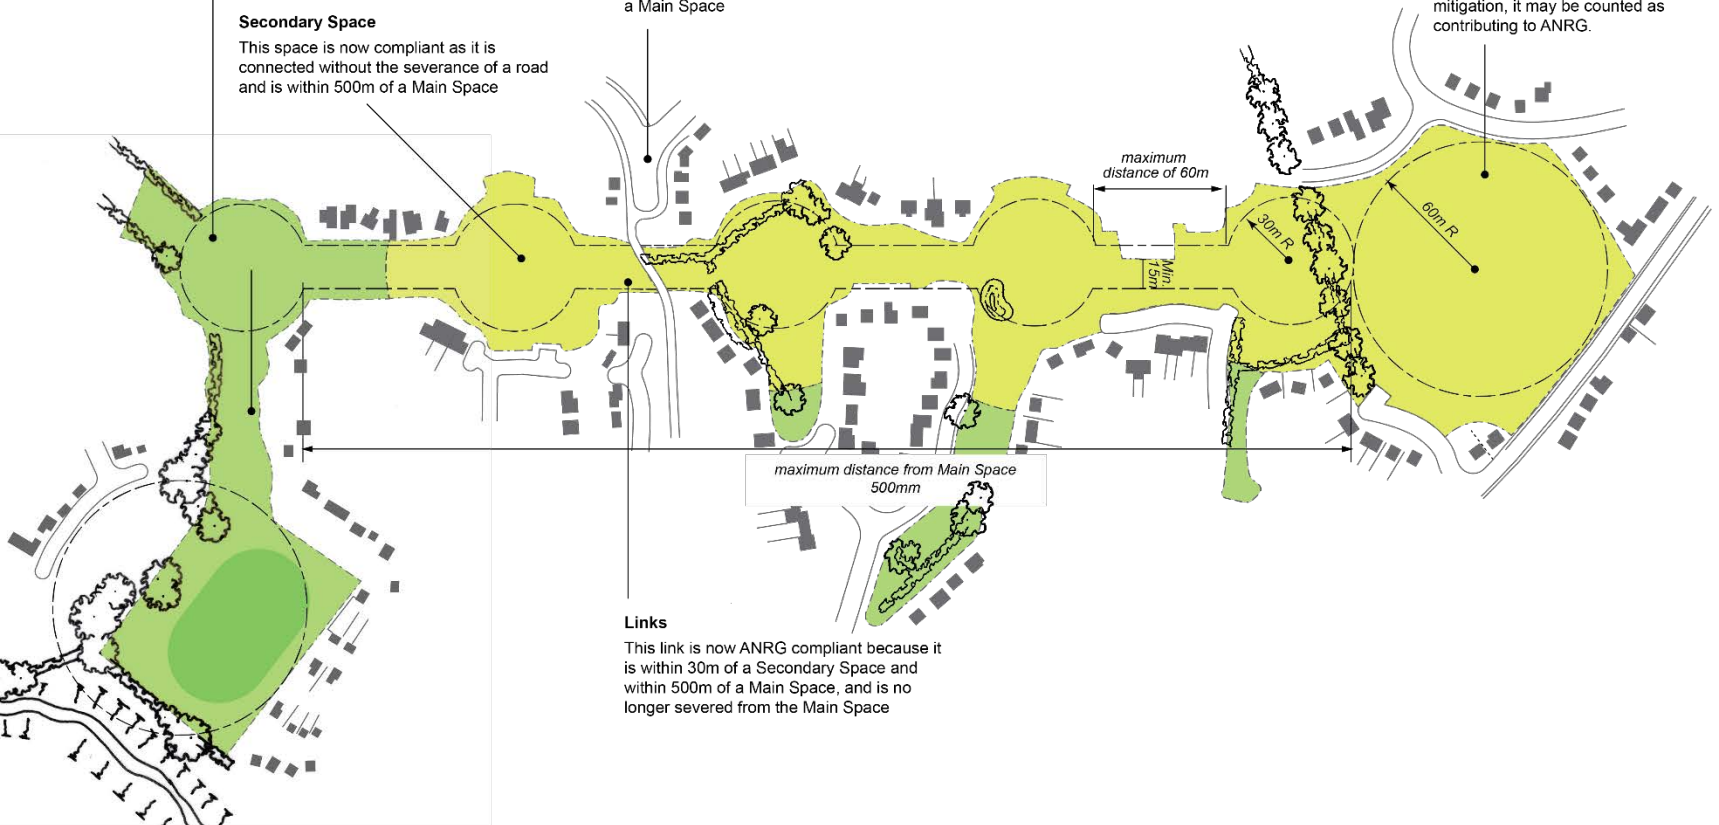 a Main Space
mitigation, it may be counted as
contributing to ANRG.
Secondary Space
This space is now compliant as it is
connected without the severance of a road
and is within 500m of a Main Space
maximum
distance of 60m
30m R
60m R
Min.
15m
maximum distance from Main Space
500mm
Links
This link is now ANRG compliant because it
is within 30m of a Secondary Space and
within 500m of a Main Space, and is no
longer severed from the Main Space